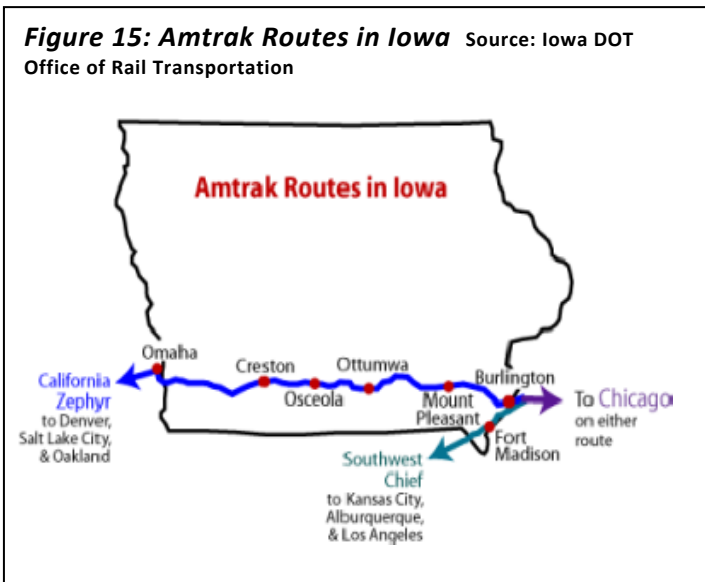 Figure 15: Amtrak Routes in Iowa Source: Iowa DOT
Office of Rail Transportation
Amtrak Routes in Iowa
Omaha
Creston
Osceola
Ottumwa
Mount
Pleasant
Burlington
Fort
Madison
California
Zephyr
to Denver,
Salt Lake City,
& Oakland
To Chicago
on either
route
Southwest
Chief
to Kansas City,
Alburquerque,
& Los Angeles